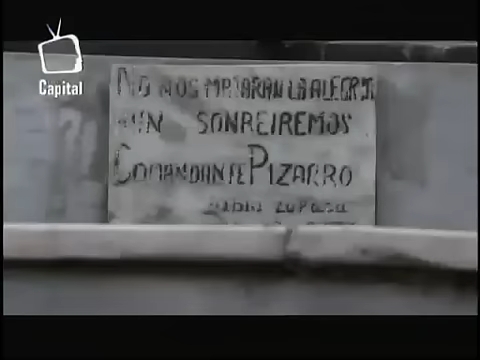 Capital
NO NOS MATARAN LA ALEGRIA
AUN SONREIREMOS
COMANDANTE PIZARRO